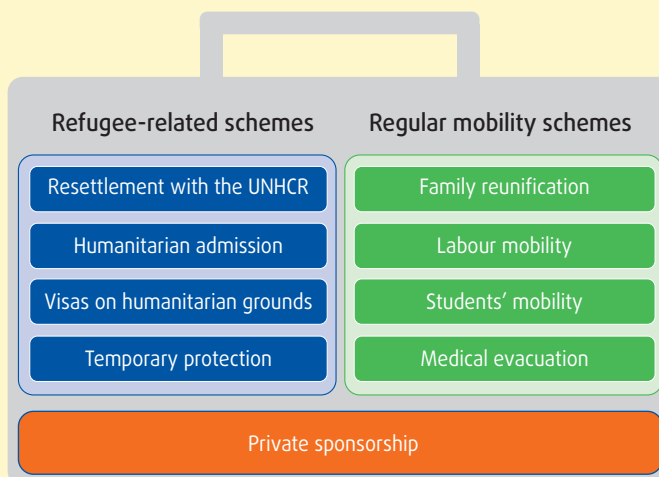 Refugee-related schemes
Resettlement with the UNHCR
Humanitarian admission
Visas on humanitarian grounds
Temporary protection
Regular mobility schemes
Family reunification
Labour mobility
Students’ mobility
Medical evacuation
Private sponsorship